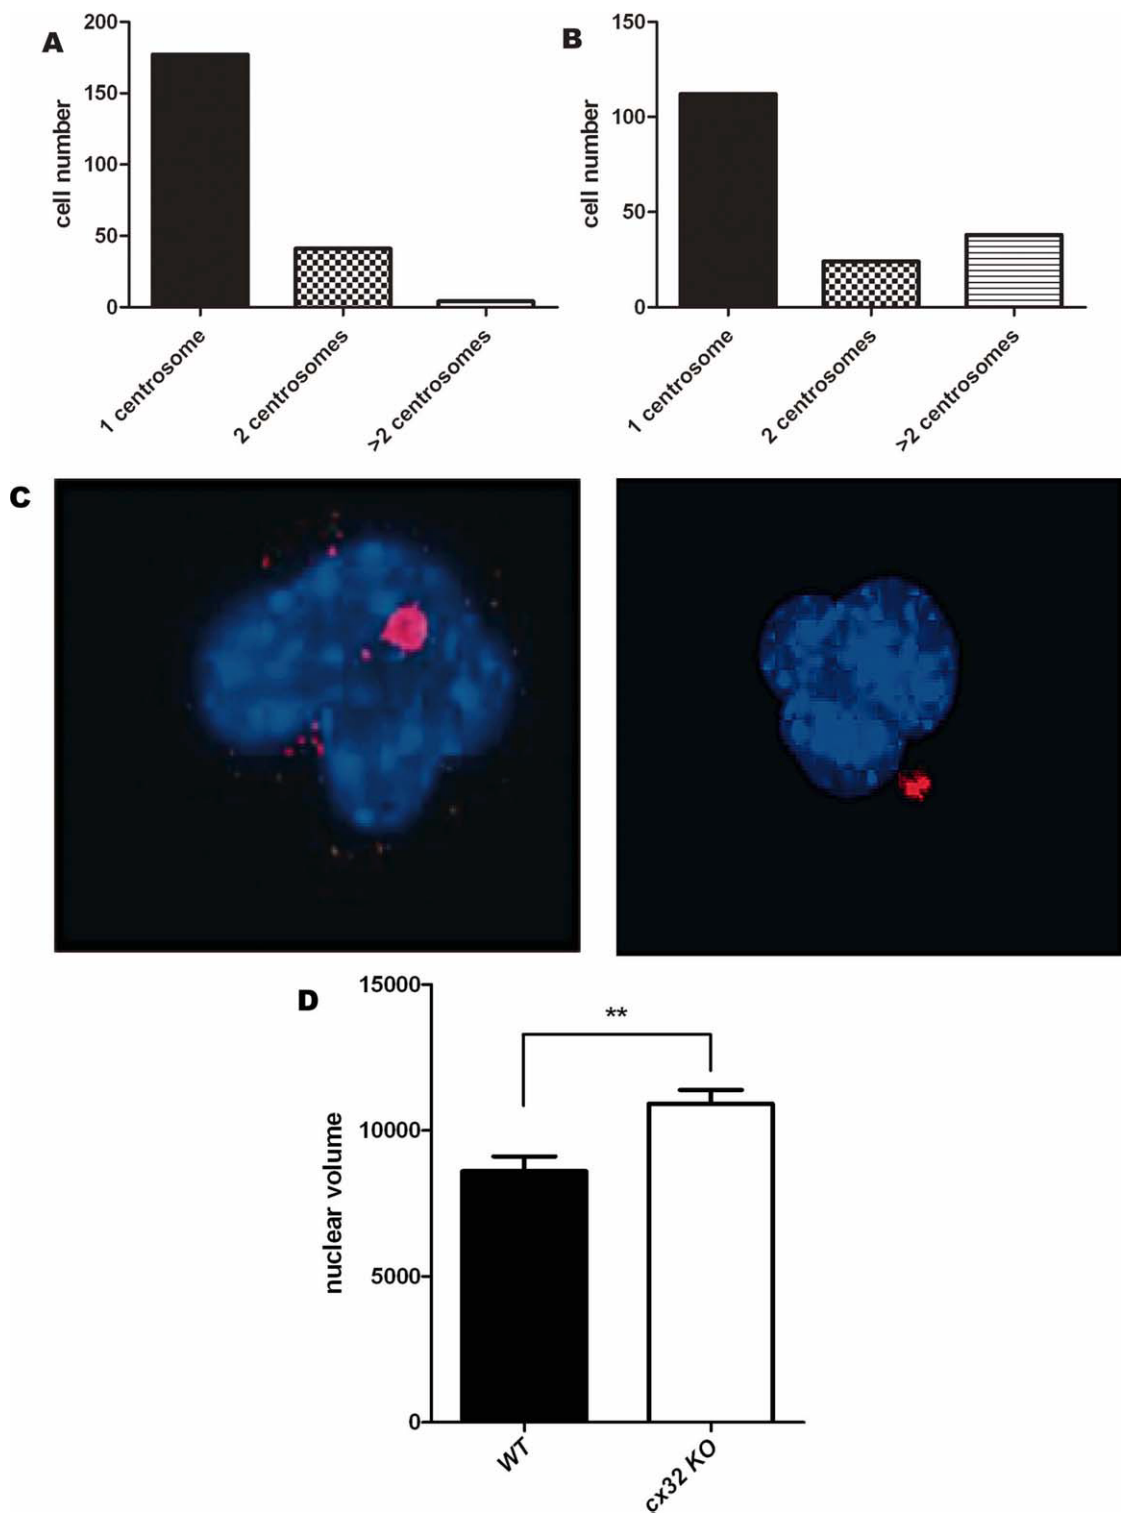 A
cell number
200
150
100
50
0
1 centrosome
2 centrosomes
>2 centrosomes
B
cell number
150
100
50
0
1 centrosome
2 centrosomes
>2 centrosomes
C
D
nuclear volume
15000
10000
5000
0
**
WT
cx32 KO